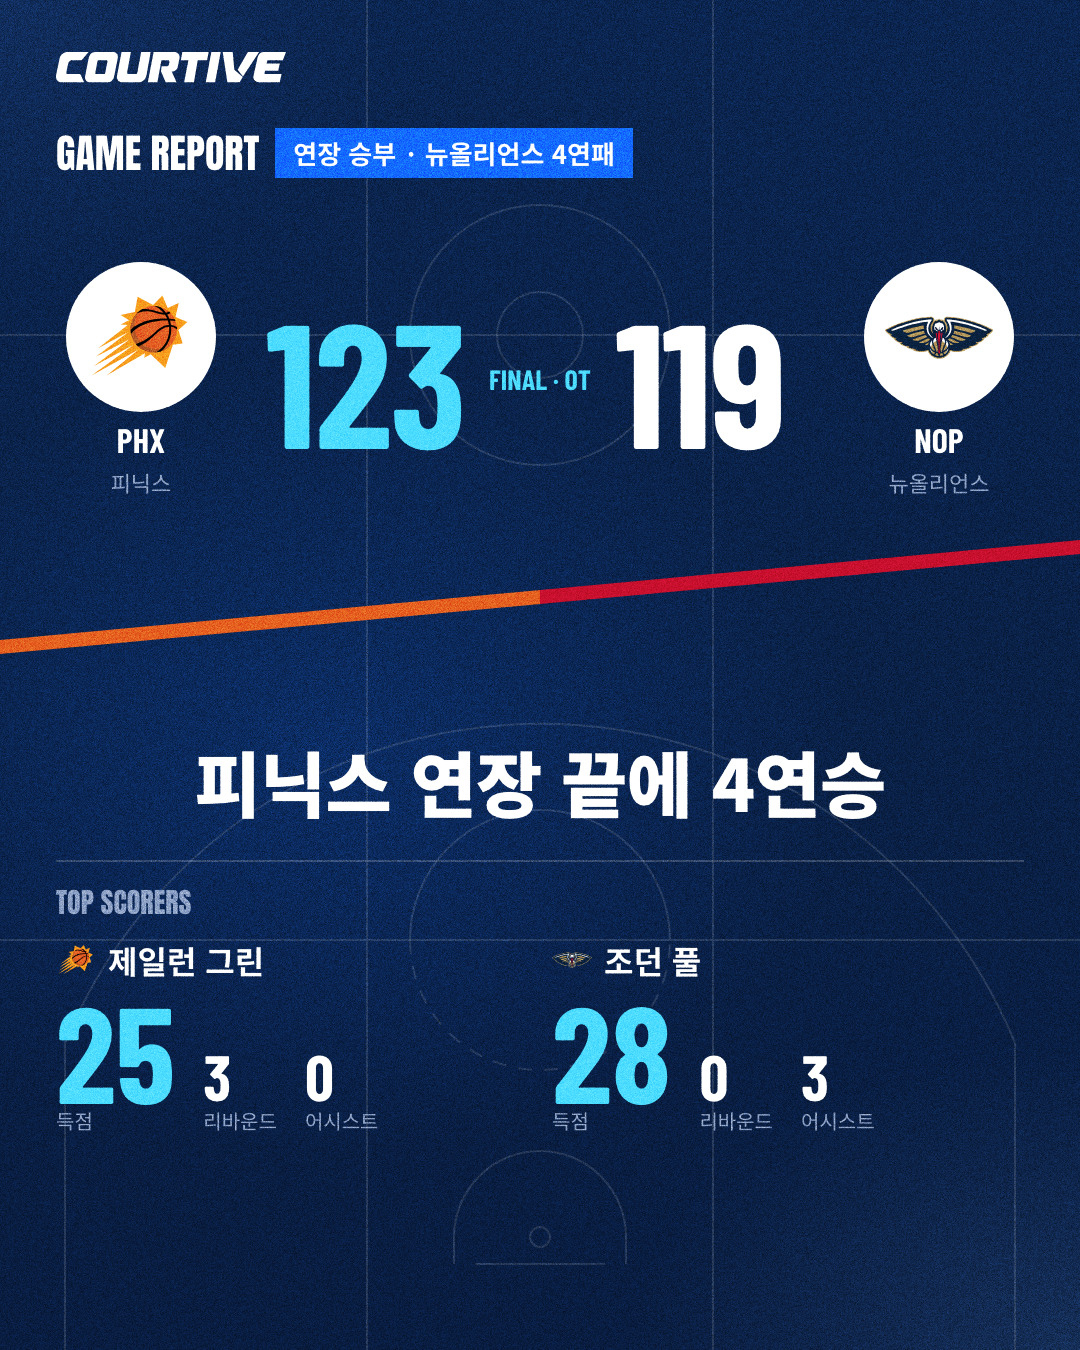 COURTIVE
GAME REPORT 연장 승부 · 뉴올리언스 4연패
123 FINAL · OT 119
PHX NOP
피닉스 뉴올리언스
피닉스 연장 끝에 4연승
TOP SCORERS
제일런 그린 조던 풀
25 3 0 28 0 3
득점 리바운드 어시스트 득점 리바운드 어시스트